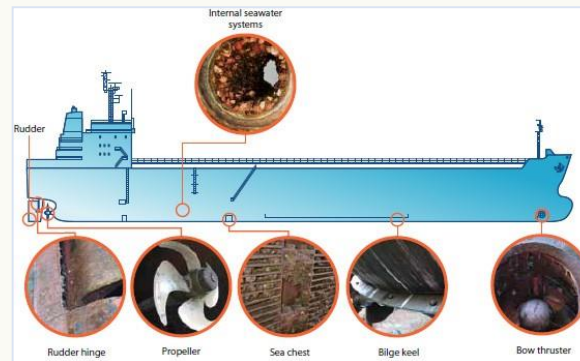 Internal seawater
systems
Rudder
Rudder hinge
Propeller
Sea chest
Bilge keel
Bow thruster